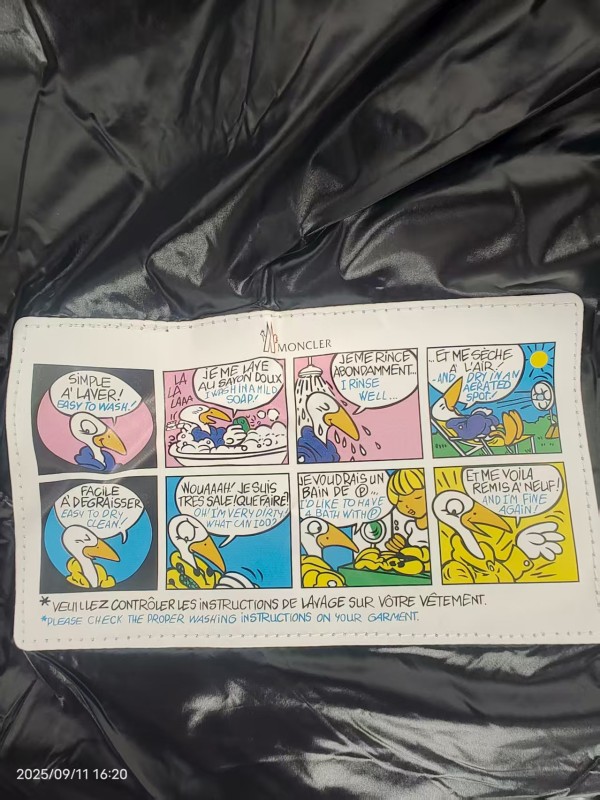 MONCLER
SIMPLE
A' LAVER!
EASY TO WASH!
LA
LA
LAAA
JE ME LAVE
AU SAVON DOUX
I WASH IN A MILD
SOAP!
JE ME RINCE
ABONDAMMENT...
I RINSE
WELL...
...ET ME SÈCHE
A' L'AIR
-AND DRY IN AN
AERATED
SPOT!
FACILE
A' DÉGRAISSER
EASY TO DRY
CLEAN!
WOUAAAH! JE SUIS
TRES SALE! QUE FAIRE!
OH! I'M VERY DIRTY!
WHAT CAN I DO?
JE VOUDRAIS UN
BAIN DE Ⓟ...
I'D LIKE TO HAVE
A BATH WITH Ⓟ
ET ME VOILA
REMIS A' NEUF!
AND I'M FINE
AGAIN!
*VEUILLEZ CONTRÔLER LES INSTRUCTIONS DE LAVAGE SUR VÔTRE VÊTEMENT.
*PLEASE CHECK THE PROPER WASHING INSTRUCTIONS ON YOUR GARMENT.
2025/09/11 16:20